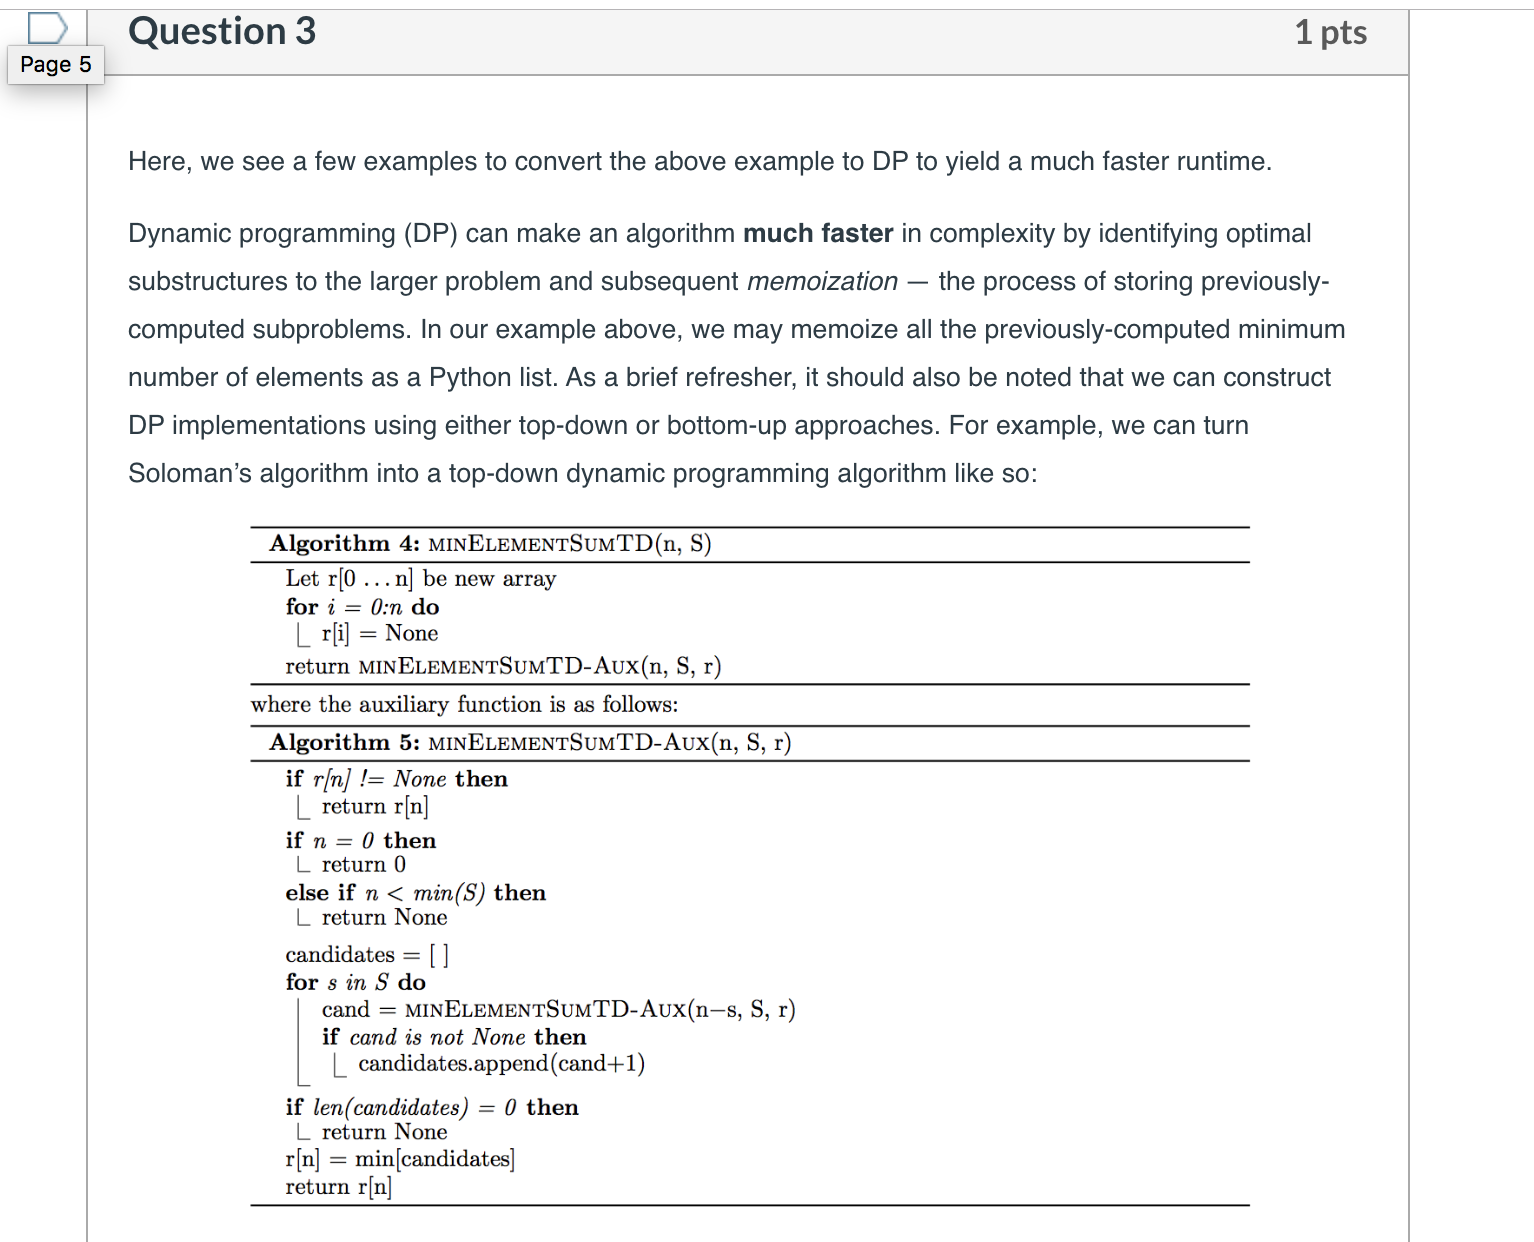 Question 3
1 pts
Page 5
Here, we see a few examples to convert the above example to DP to yield a much faster runtime.
Dynamic programming (DP) can make an algorithm much faster in complexity by identifying optimal
substructures to the larger problem and subsequent memoization — the process of storing previously-
computed subproblems. In our example above, we may memoize all the previously-computed minimum
number of elements as a Python list. As a brief refresher, it should also be noted that we can construct
DP implementations using either top-down or bottom-up approaches. For example, we can turn
Soloman’s algorithm into a top-down dynamic programming algorithm like so:
Algorithm 4: minElementSumTD(n, S)
Let r[0 ... n] be new array
for i = 0:n do
r[i] = None
return minElementSumTD-Aux(n, S, r)
where the auxiliary function is as follows:
Algorithm 5: minElementSumTD-Aux(n, S, r)
if r[n] != None then
return r[n]
if n = 0 then
return 0
else if n < min(S) then
return None
candidates = [ ]
for s in S do
cand = minElementSumTD-Aux(n−s, S, r)
if cand is not None then
candidates.append(cand+1)
if len(candidates) = 0 then
return None
r[n] = min[candidates]
return r[n]